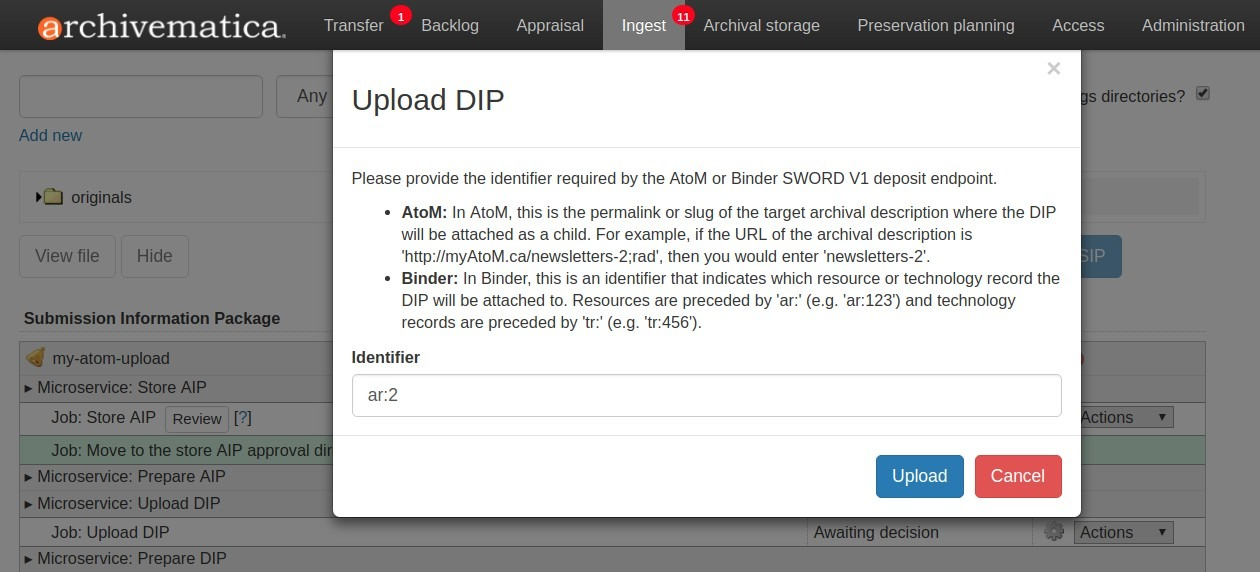 archivematica
Transfer 1 Backlog Appraisal Ingest 11 Archival storage Preservation planning Access Administration
Upload DIP ×
Any gs directories?
Add new
Please provide the identifier required by the AtoM or Binder SWORD V1 deposit endpoint.
originals
• AtoM: In AtoM, this is the permalink or slug of the target archival description where the DIP
will be attached as a child. For example, if the URL of the archival description is
'http://myAtoM.ca/newsletters-2;rad', then you would enter 'newsletters-2'.
• Binder: In Binder, this is an identifier that indicates which resource or technology record the
DIP will be attached to. Resources are preceded by 'ar:' (e.g. 'ar:123') and technology
records are preceded by 'tr:' (e.g. 'tr:456').
View file Hide SIP
Identifier
ar:2
Upload Cancel
Submission Information Package
my-atom-upload
Microservice: Store AIP
Job: Store AIP Review [?] Actions
Job: Move to the store AIP approval dir
Microservice: Prepare AIP
Microservice: Upload DIP
Job: Upload DIP Awaiting decision Actions
Microservice: Prepare DIP